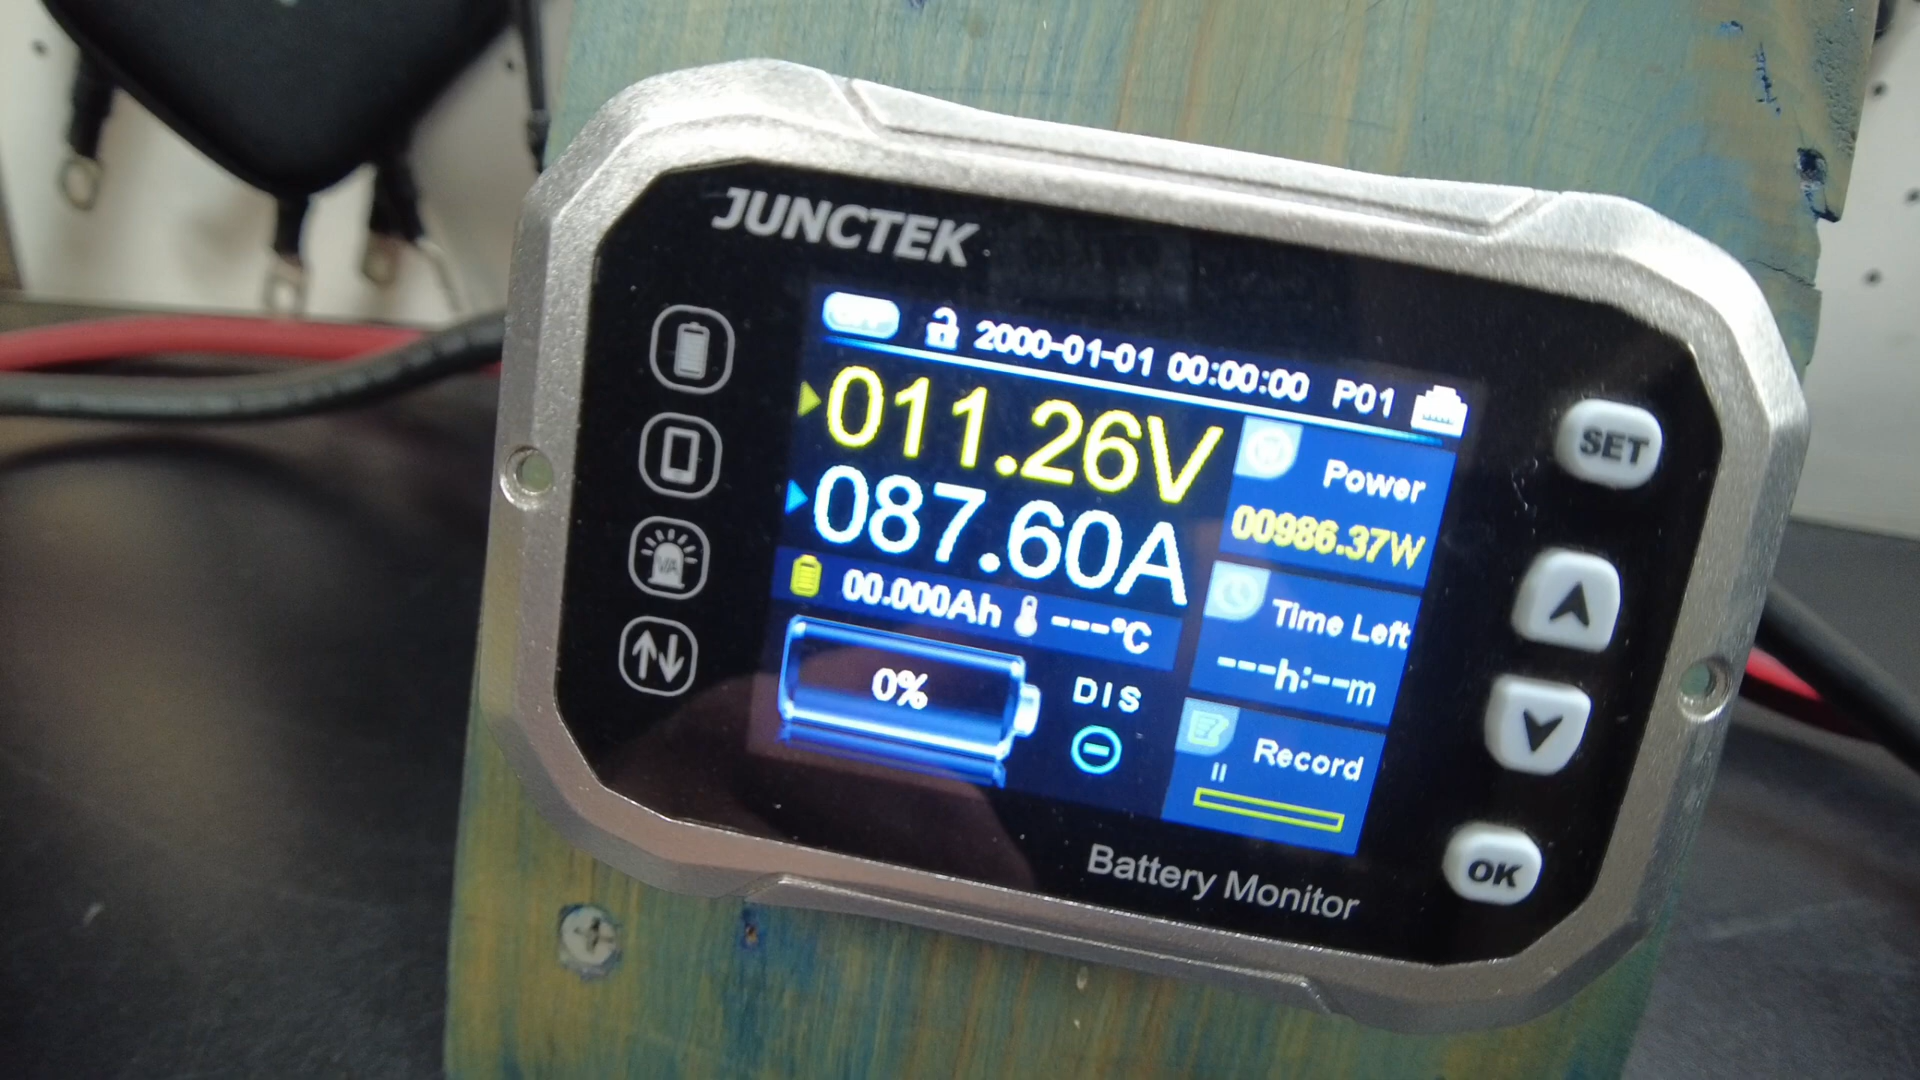 JUNCTEK
2000-01-01 00:00:00 P01
011.26V
087.60A
Power
00986.37W
00.000Ah ---°C
Time Left
---h:--m
0%
DIS
Record
Battery Monitor
SET
OK